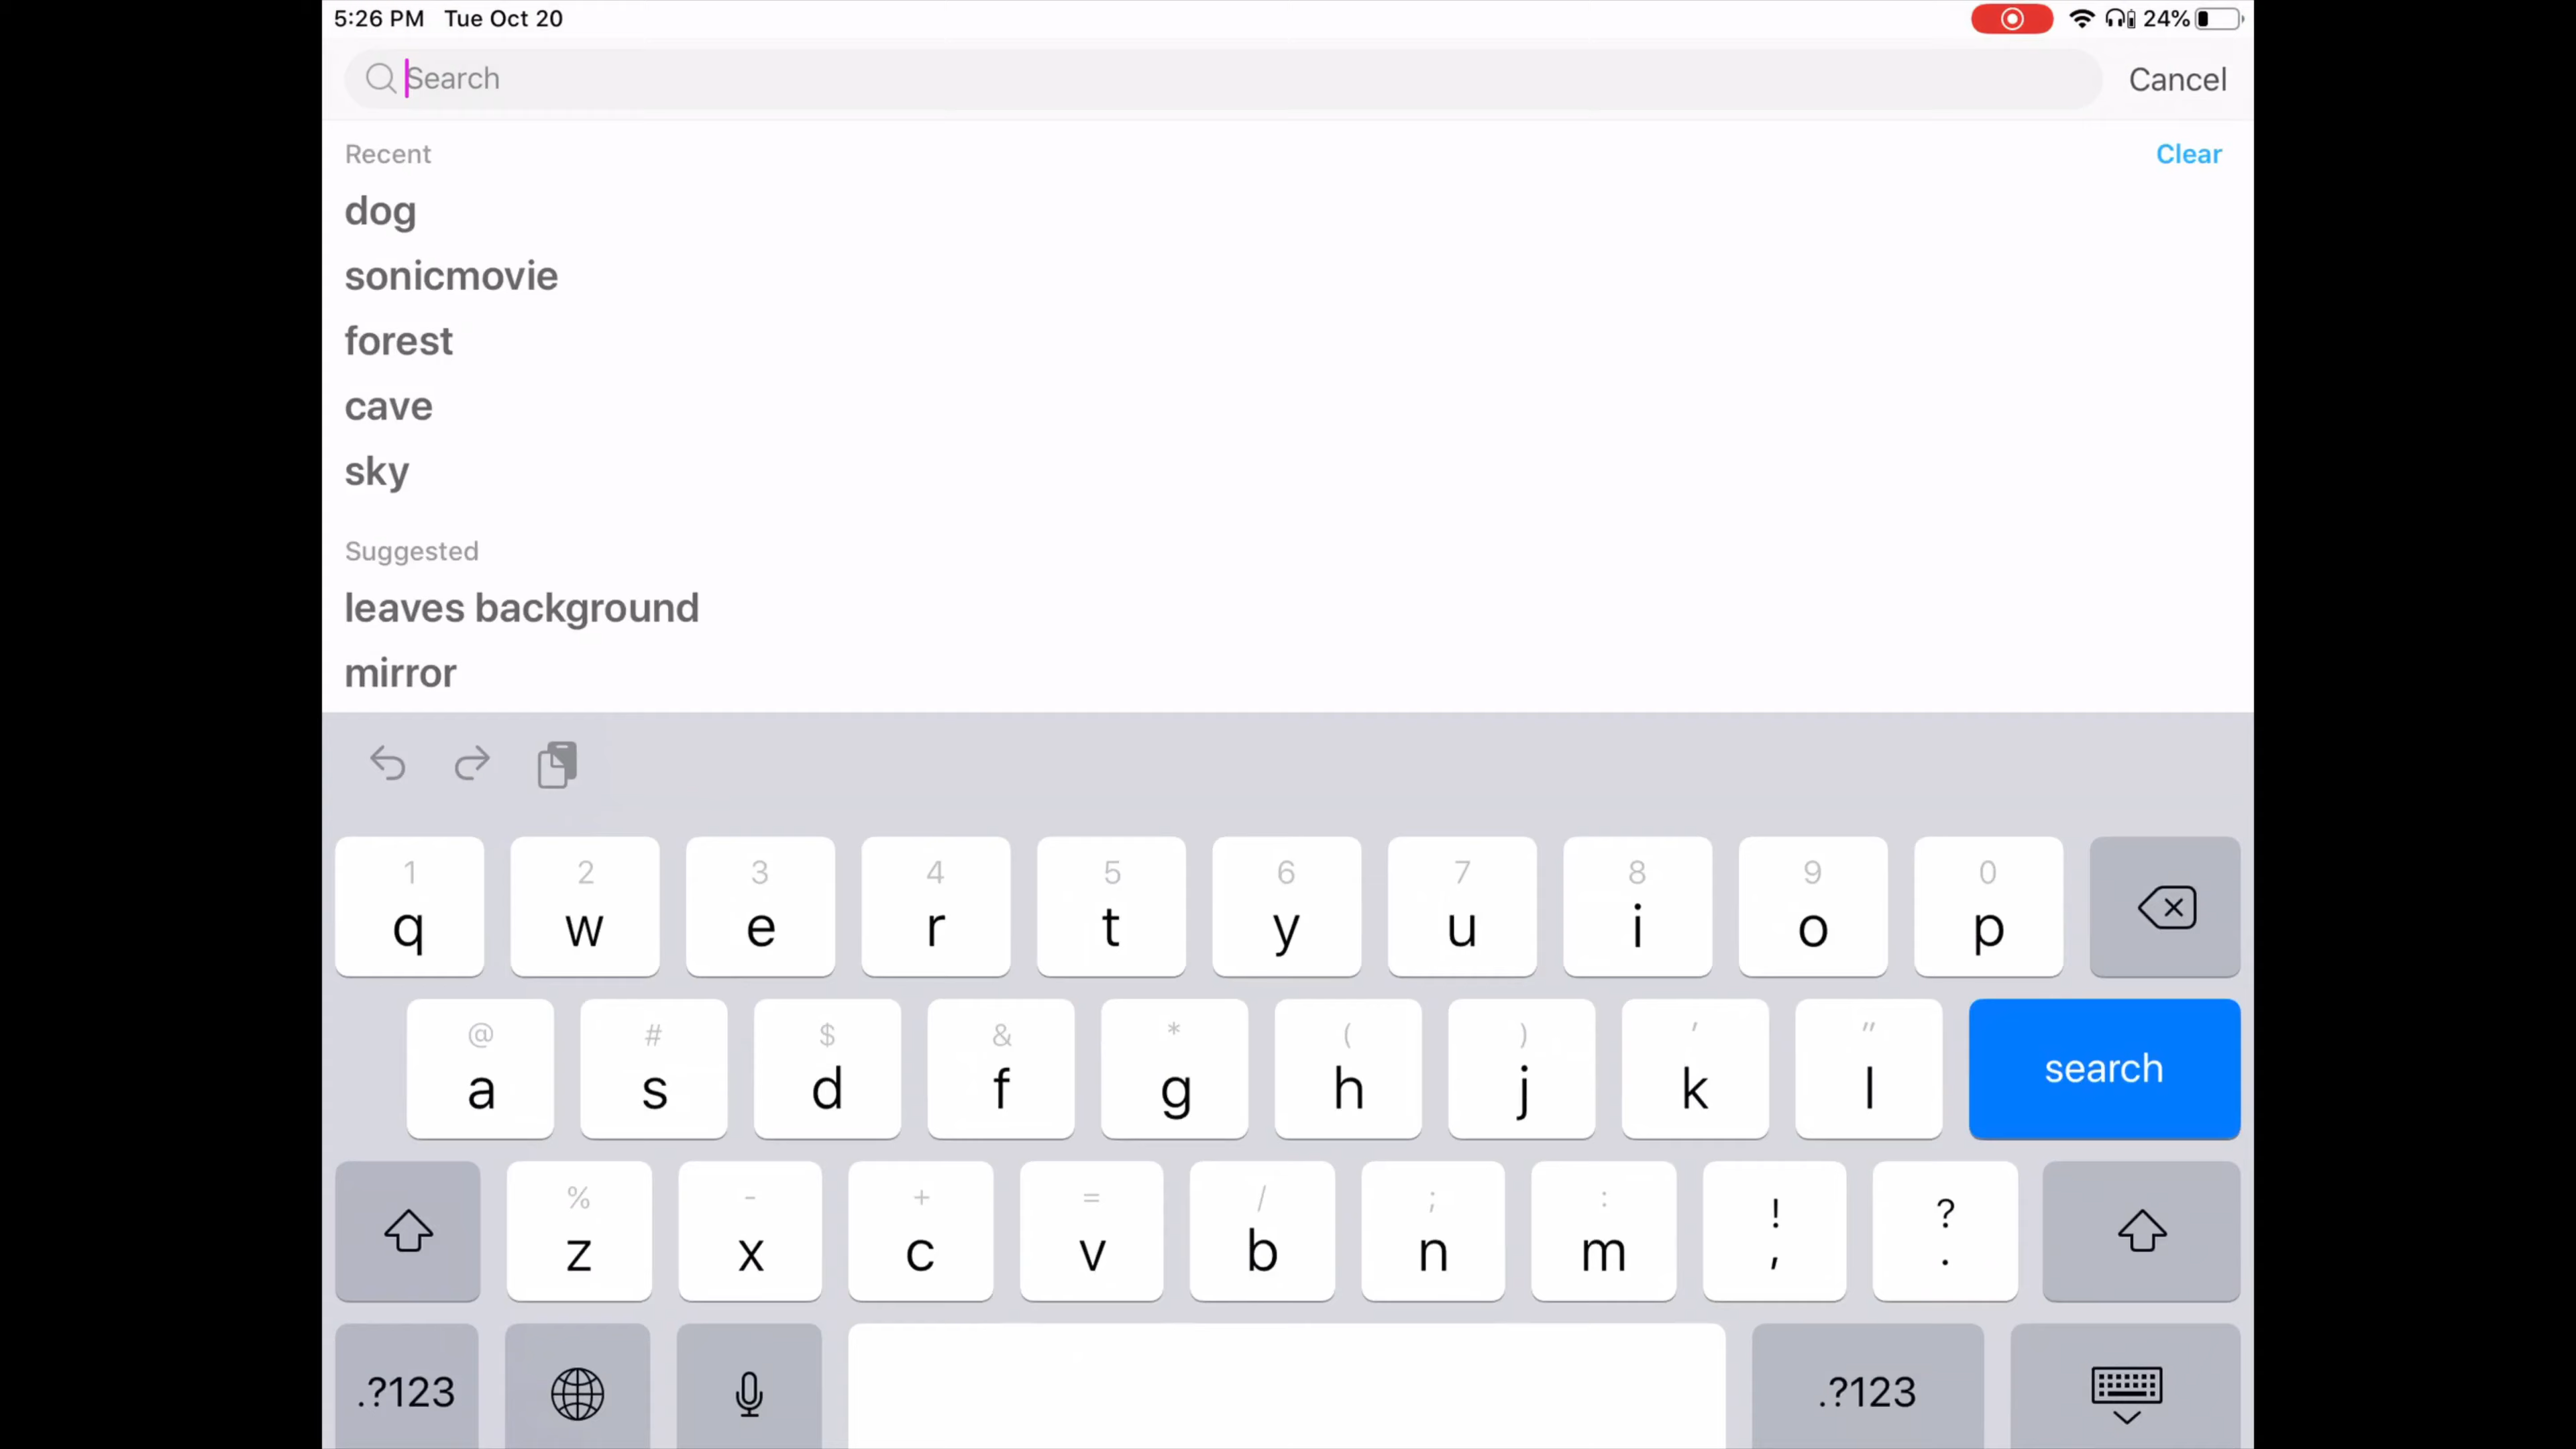 5:26 PM Tue Oct 20 24%
Search Cancel
Recent Clear
dog
sonicmovie
forest
cave
sky
Suggested
leaves background
mirror
1 2 3 4 5 6 7 8 9 0
q w e r t y u i o p
@ # $ & * ( ) ' "
a s d f g h j k l search
% - + = / ; : ! ?
z x c v b n m , .
.?123 .?123